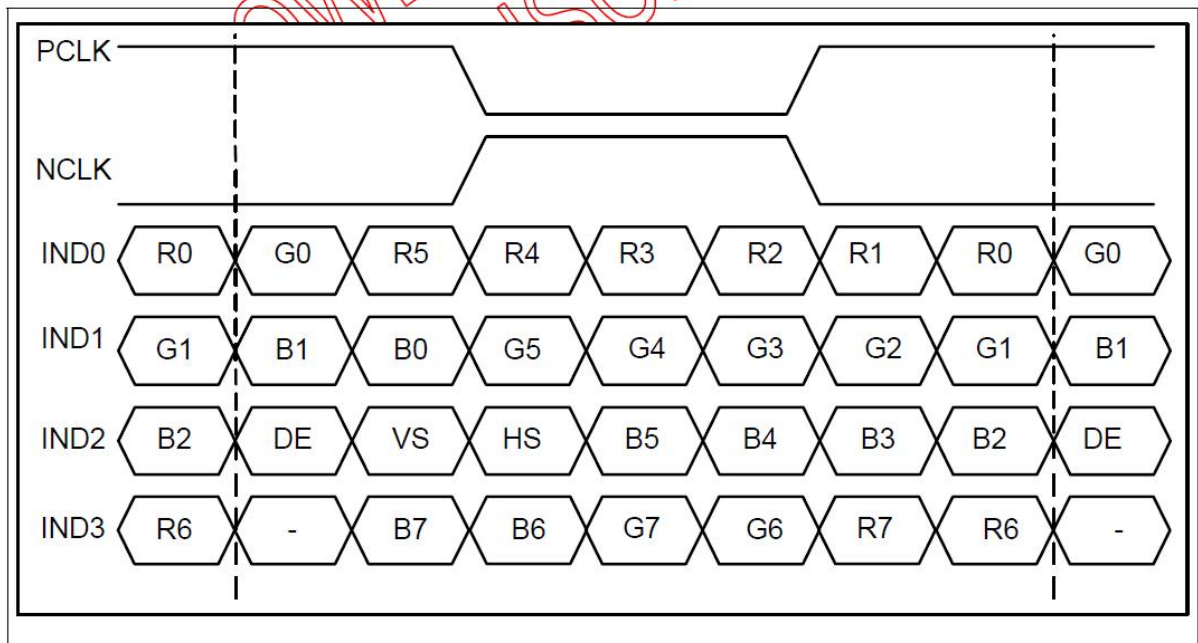 PCLK
NCLK
IND0 R0 G0 R5 R4 R3 R2 R1 R0 G0
IND1 G1 B1 B0 G5 G4 G3 G2 G1 B1
IND2 B2 DE VS HS B5 B4 B3 B2 DE
IND3 R6 - B7 B6 G7 G6 R7 R6 -